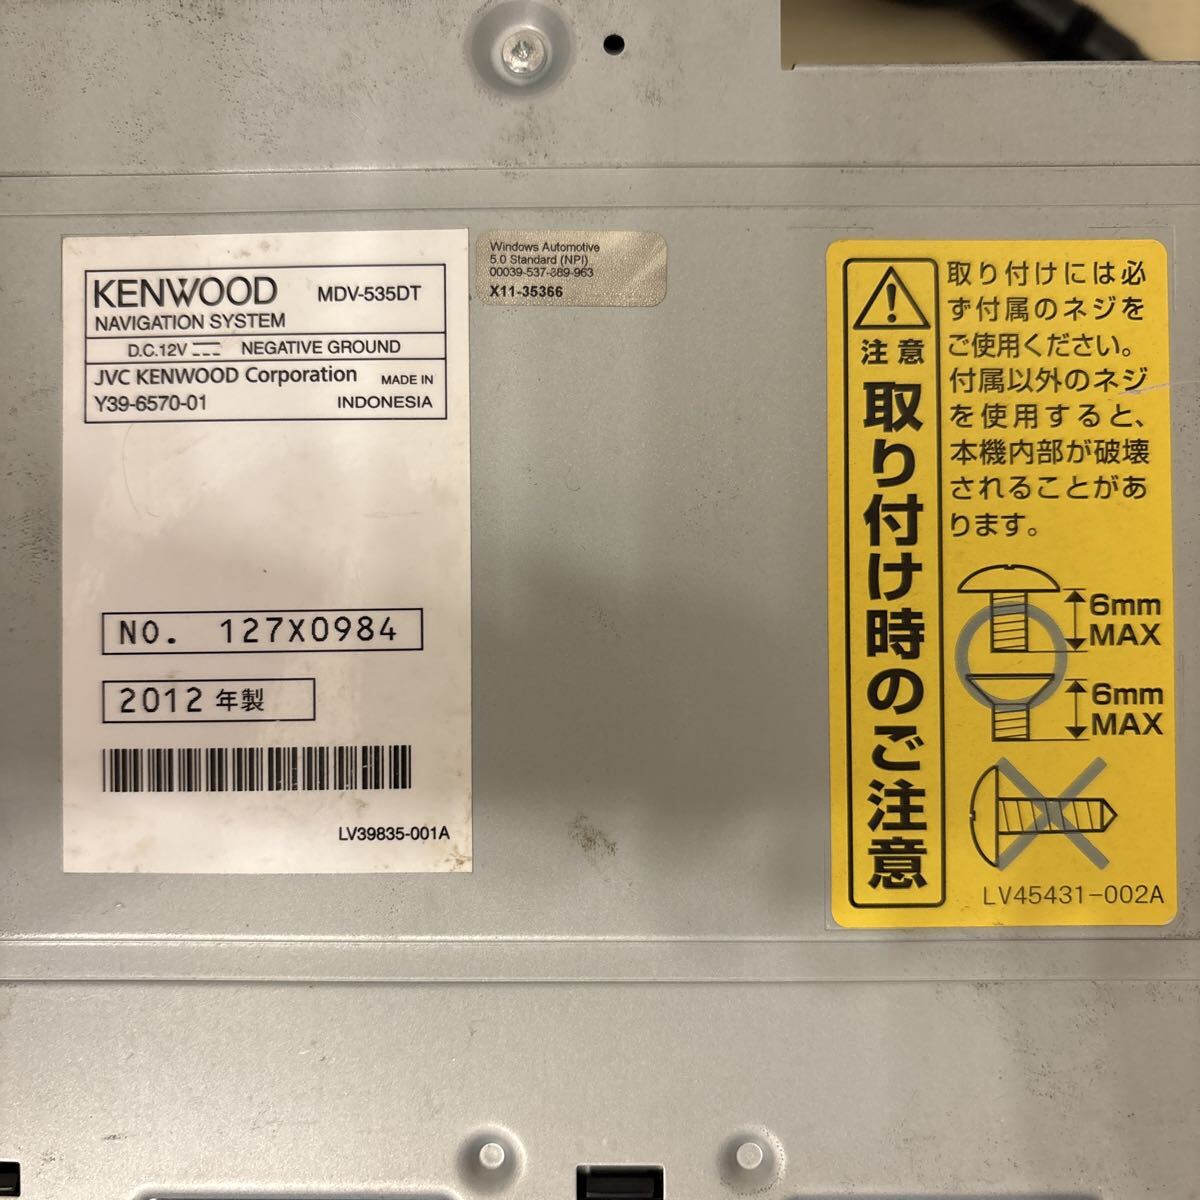 KENWOOD MDV-535DT
NAVIGATION SYSTEM
D.C.12V NEGATIVE GROUND
JVC KENWOOD Corporation MADE IN
Y39-6570-01 INDONESIA
NO. 127X0984
2012 年製
LV39835-001A
Windows Automotive
5.0 Standard (NPI)
00039-537-889-963
X11-35366
注意
取り付け時のご注意
取り付けには必
ず付属のネジを
ご使用ください。
付属以外のネジ
を使用すると、
本機内部が破壊
されることがあ
ります。
6mm
MAX
6mm
MAX
LV45431-002A